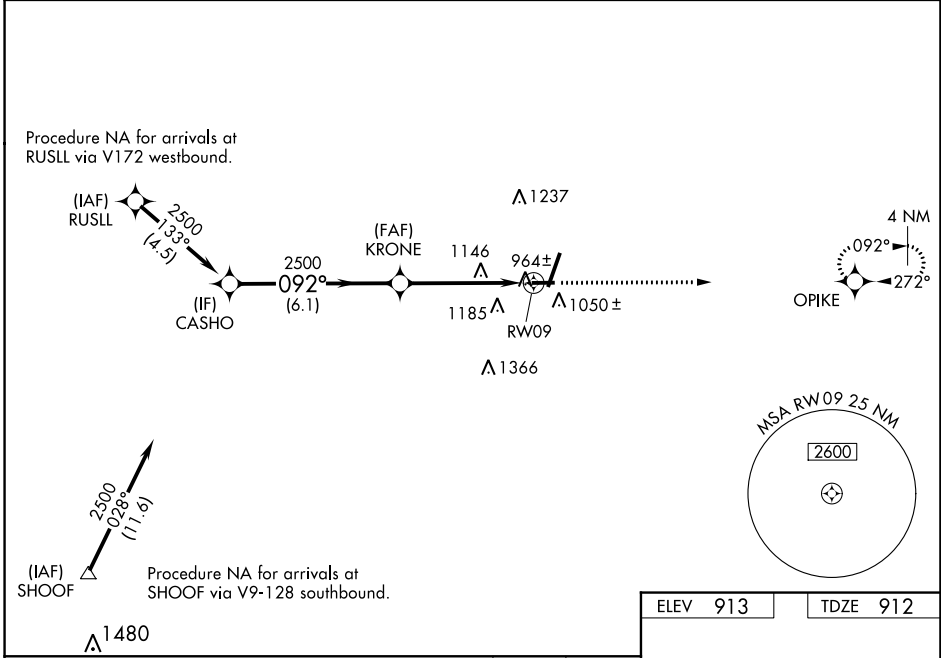 Procedure NA for arrivals at
RUSLL via V172 westbound.
(IAF)
RUSLL
2500
133°
(4.5)
(IF)
CASHO
2500
092°
(6.1)
(FAF)
KRONE
1146
1185
1237
964±
1050±
RW09
1366
4 NM
092°
272°
OPIKE
MSA RW09 25 NM
2600
2500
028°
(11.6)
(IAF)
SHOOF
Procedure NA for arrivals at
SHOOF via V9-128 southbound.
1480
ELEV 913
TDZE 912